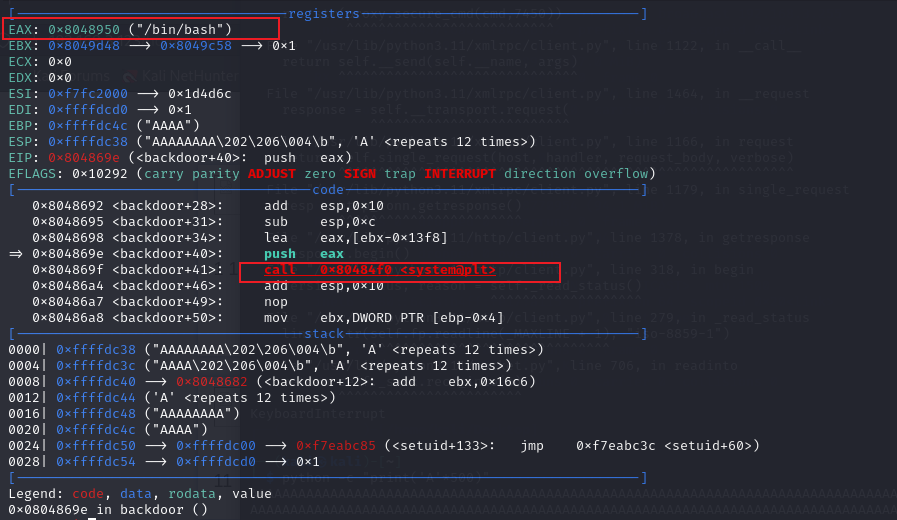 [----------------------------------registers-----------------------------------]
EAX: 0x8048950 ("/bin/bash")
EBX: 0x8049d48 --> 0x8049c58 --> 0x1
ECX: 0x0
EDX: 0x0
ESI: 0xf7fc2000 --> 0x1d4d6c
EDI: 0xffffdcd0 --> 0x1
EBP: 0xffffdc4c ("AAAA")
ESP: 0xffffdc38 ("AAAAAAAA\202\206\004\b", 'A' <repeats 12 times>)
EIP: 0x804869e (<backdoor+40>: push eax)
EFLAGS: 0x10292 (carry parity ADJUST zero SIGN trap INTERRUPT direction overflow)
[-------------------------------------code-------------------------------------]
0x8048692 <backdoor+28>: add esp,0x10
0x8048695 <backdoor+31>: sub esp,0xc
0x8048698 <backdoor+34>: lea eax,[ebx-0x13f8]
=> 0x804869e <backdoor+40>: push eax
0x804869f <backdoor+41>: call 0x80484f0 <system@plt>
0x80486a4 <backdoor+46>: add esp,0x10
0x80486a7 <backdoor+49>: nop
0x80486a8 <backdoor+50>: mov ebx,DWORD PTR [ebp-0x4]
[------------------------------------stack-------------------------------------]
0000| 0xffffdc38 ("AAAAAAAA\202\206\004\b", 'A' <repeats 12 times>)
0004| 0xffffdc3c ("AAAA\202\206\004\b", 'A' <repeats 12 times>)
0008| 0xffffdc40 --> 0x8048682 (<backdoor+12>: add ebx,0x16c6)
0012| 0xffffdc44 ('A' <repeats 12 times>)
0016| 0xffffdc48 ("AAAAAAAA")
0020| 0xffffdc4c ("AAAA")
0024| 0xffffdc50 --> 0xffffdc00 --> 0xf7eabc85 (<setuid+133>: jmp 0xf7eabc3c <setuid+60>)
0028| 0xffffdc54 --> 0xffffdcd0 --> 0x1
[------------------------------------------------------------------------------]
Legend: code, data, rodata, value
0x0804869e in backdoor ()